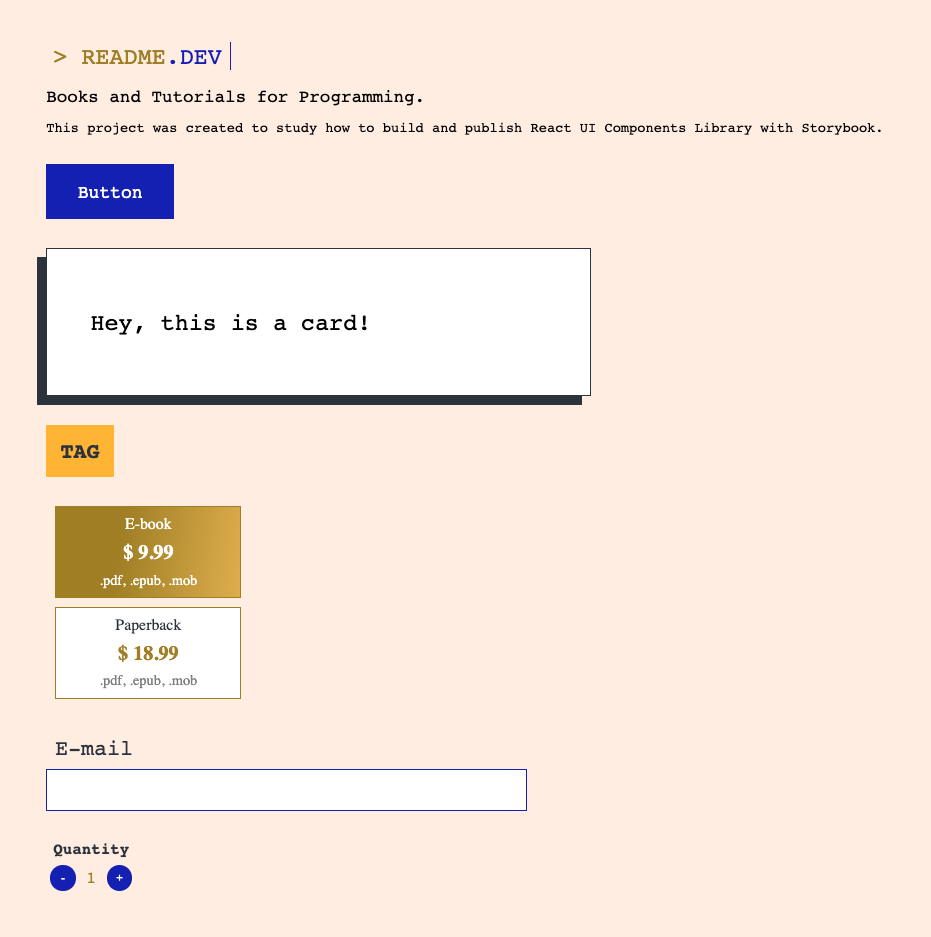 > README.DEV
Books and Tutorials for Programming.
This project was created to study how to build and publish React UI Components Library with Storybook.
Button
Hey, this is a card!
TAG
E-book
$ 9.99
.pdf, .epub, .mob
Paperback
$ 18.99
.pdf, .epub, .mob
E-mail
Quantity
- 1 +